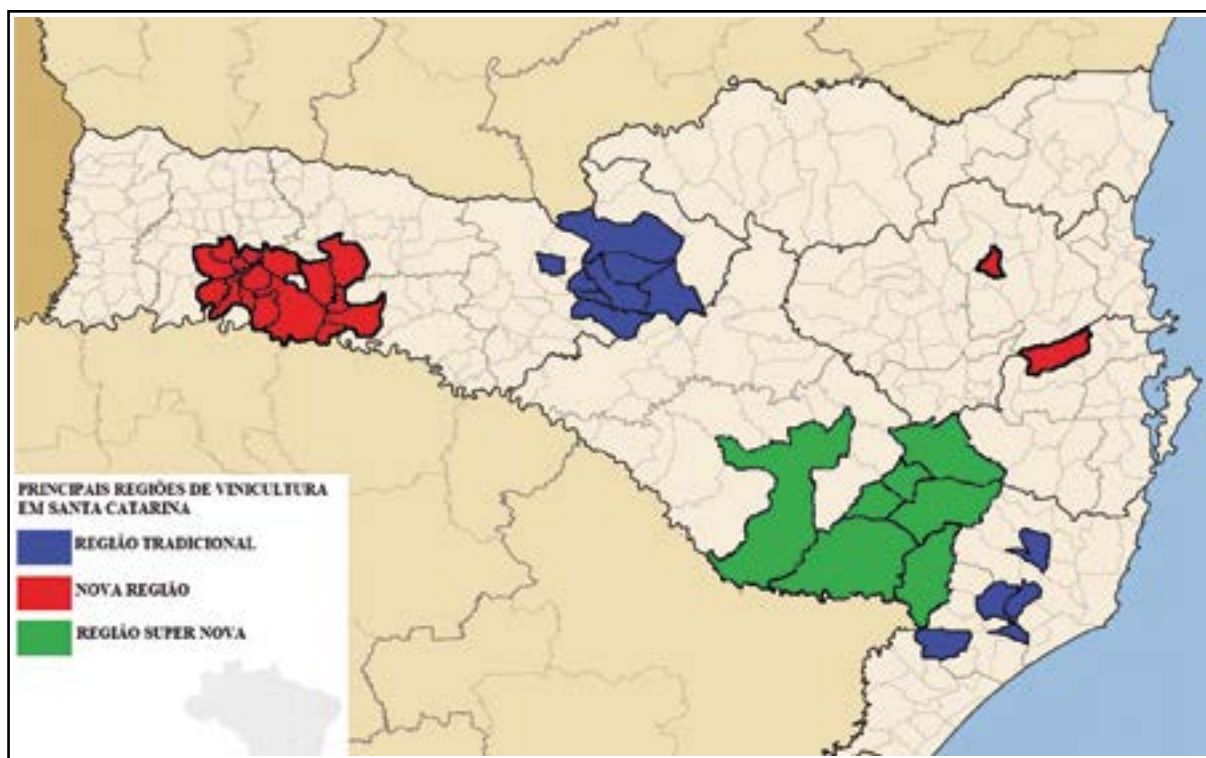 PRINCIPAIS REGIÕES DE VINICULTURA
EM SANTA CATARINA
REGIÃO TRADICIONAL
NOVA REGIÃO
REGIÃO SUPER NOVA